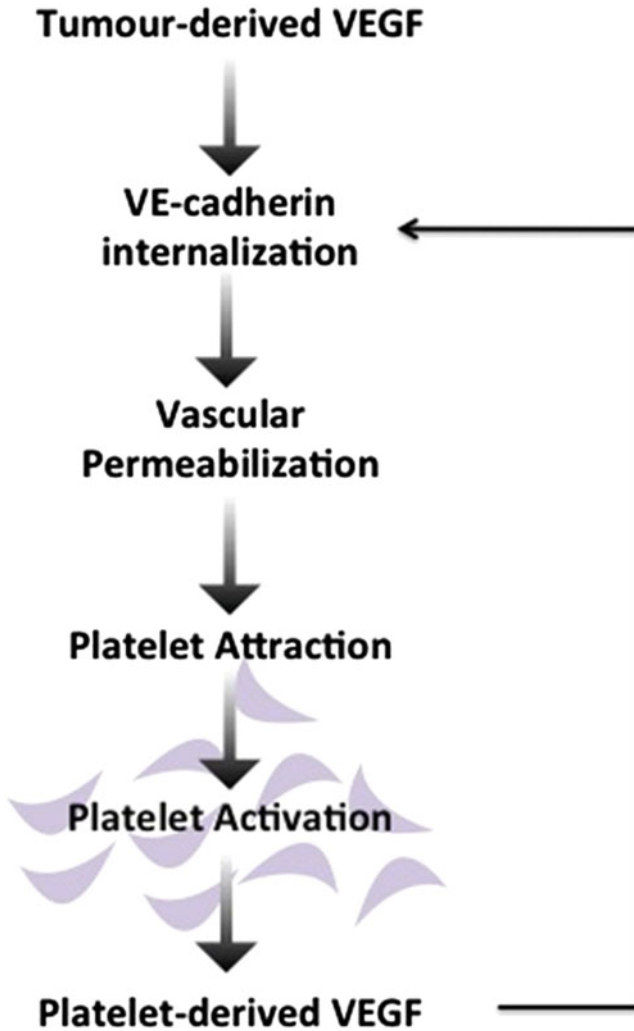 Tumour-derived VEGF
VE-cadherin
internalization
Vascular
Permeabilization
Platelet Attraction
Platelet Activation
Platelet-derived VEGF